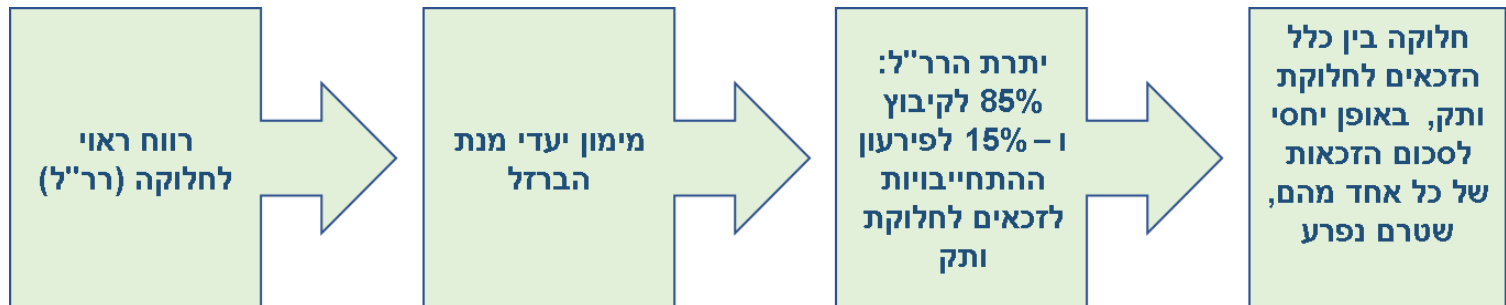 רווח ראוי
לחלוקה (רר"ל)
מימון יעדי מנת
הברזל
יתרת הרר"ל:
85% לקיבוץ
ו – 15% לפירעון
ההתחייבויות
לזכאים לחלוקת
ותק
חלוקה בין כלל
הזכאים לחלוקת
ותק, באופן יחסי
לסכום הזכאות
של כל אחד מהם,
שטרם נפרע